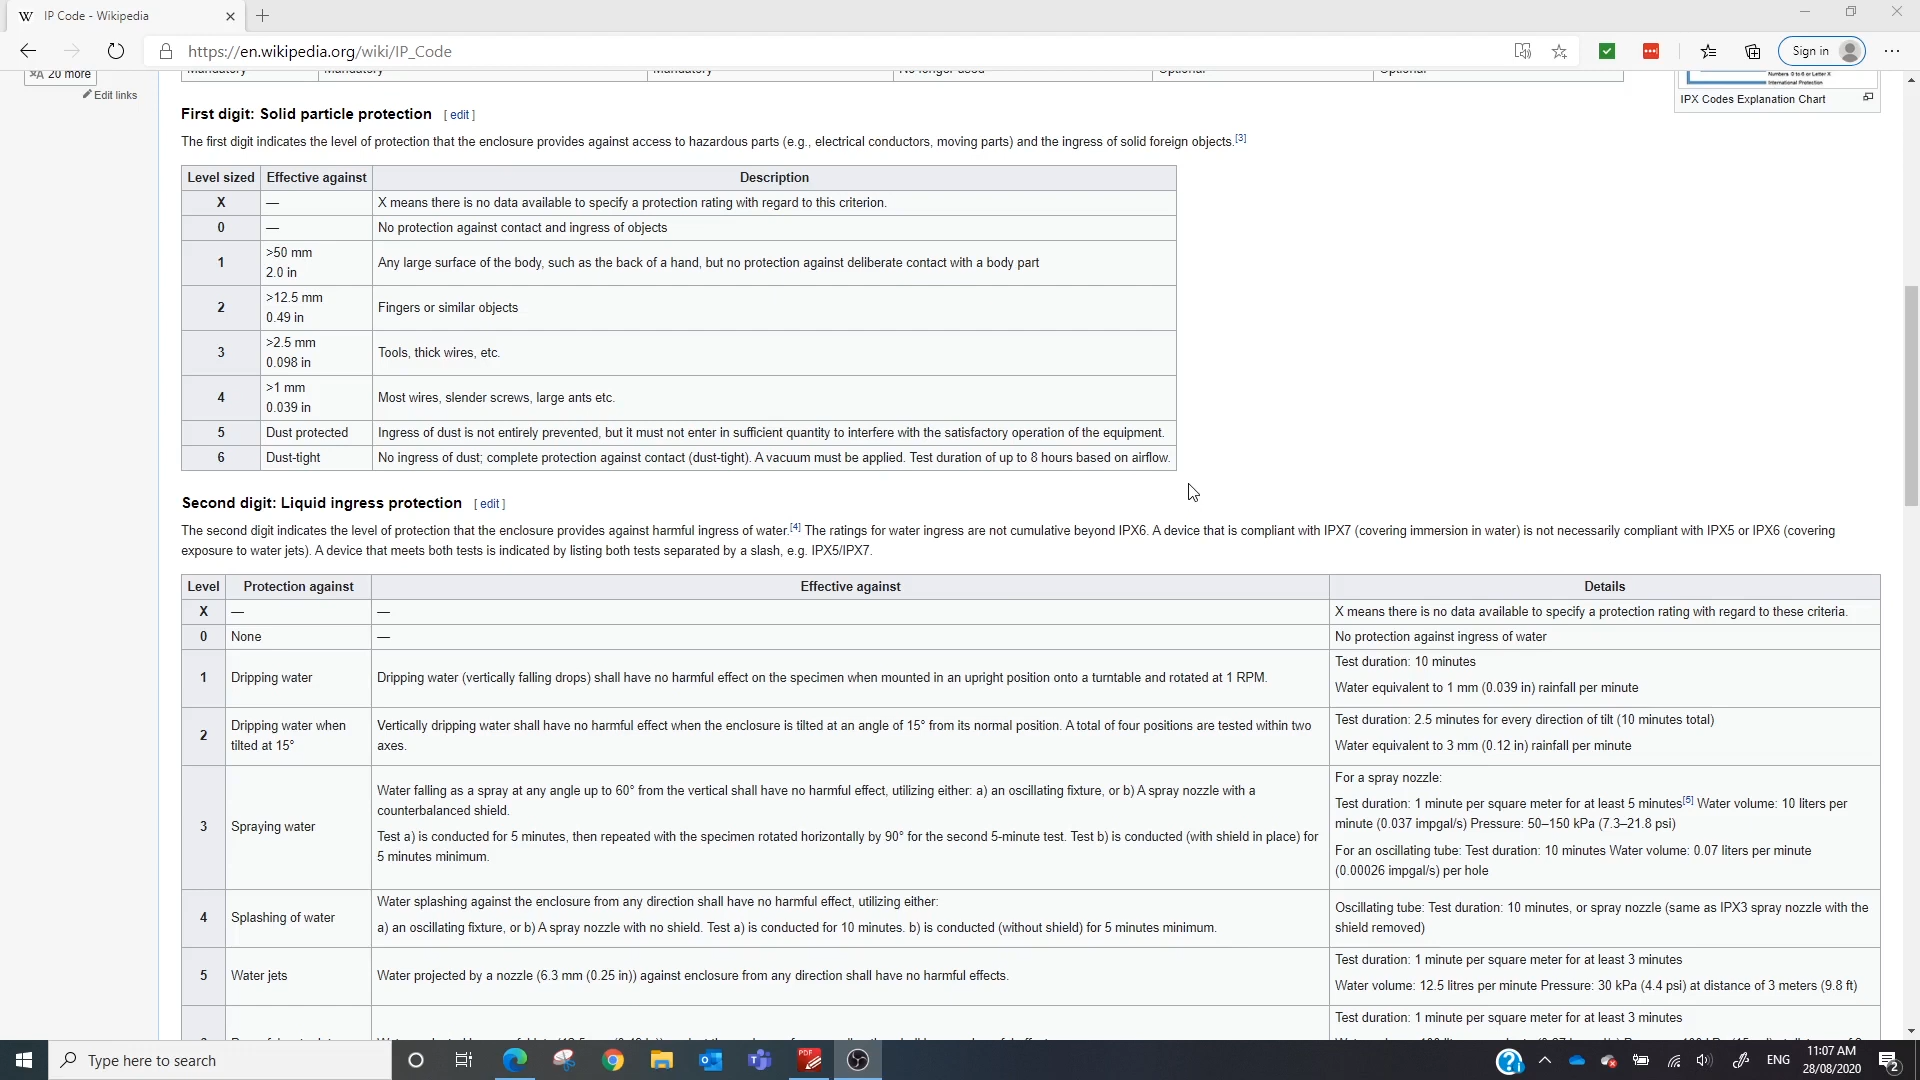 IP Code - Wikipedia
https://en.wikipedia.org/wiki/IP_Code
Sign in
20 more
Edit links
Mandatory Mandatory Mandatory No longer used Optional Optional
Numbers 0 to 6 or Letter X
International Protection
IPX Codes Explanation Chart
First digit: Solid particle protection [ edit ]
The first digit indicates the level of protection that the enclosure provides against access to hazardous parts (e.g., electrical conductors, moving parts) and the ingress of solid foreign objects.[3]
Level sized Effective against Description
X — X means there is no data available to specify a protection rating with regard to this criterion.
0 — No protection against contact and ingress of objects
1 >50 mm
2.0 in Any large surface of the body, such as the back of a hand, but no protection against deliberate contact with a body part
2 >12.5 mm
0.49 in Fingers or similar objects
3 >2.5 mm
0.098 in Tools, thick wires, etc.
4 >1 mm
0.039 in Most wires, slender screws, large ants etc.
5 Dust protected Ingress of dust is not entirely prevented, but it must not enter in sufficient quantity to interfere with the satisfactory operation of the equipment.
6 Dust-tight No ingress of dust; complete protection against contact (dust-tight). A vacuum must be applied. Test duration of up to 8 hours based on airflow.
Second digit: Liquid ingress protection [ edit ]
The second digit indicates the level of protection that the enclosure provides against harmful ingress of water.[4] The ratings for water ingress are not cumulative beyond IPX6. A device that is compliant with IPX7 (covering immersion in water) is not necessarily compliant with IPX5 or IPX6 (covering
exposure to water jets). A device that meets both tests is indicated by listing both tests separated by a slash, e.g. IPX5/IPX7.
Level Protection against Effective against Details
X — — X means there is no data available to specify a protection rating with regard to these criteria.
0 None — No protection against ingress of water
1 Dripping water Dripping water (vertically falling drops) shall have no harmful effect on the specimen when mounted in an upright position onto a turntable and rotated at 1 RPM.
Test duration: 10 minutes
Water equivalent to 1 mm (0.039 in) rainfall per minute
2 Dripping water when
tilted at 15°
Vertically dripping water shall have no harmful effect when the enclosure is tilted at an angle of 15° from its normal position. A total of four positions are tested within two
axes.
Test duration: 2.5 minutes for every direction of tilt (10 minutes total)
Water equivalent to 3 mm (0.12 in) rainfall per minute
3 Spraying water
Water falling as a spray at any angle up to 60° from the vertical shall have no harmful effect, utilizing either: a) an oscillating fixture, or b) A spray nozzle with a
counterbalanced shield.
Test a) is conducted for 5 minutes, then repeated with the specimen rotated horizontally by 90° for the second 5-minute test. Test b) is conducted (with shield in place) for
5 minutes minimum.
For a spray nozzle:
Test duration: 1 minute per square meter for at least 5 minutes[5] Water volume: 10 liters per
minute (0.037 impgal/s) Pressure: 50–150 kPa (7.3–21.8 psi)
For an oscillating tube: Test duration: 10 minutes Water volume: 0.07 liters per minute
(0.00026 impgal/s) per hole
4 Splashing of water
Water splashing against the enclosure from any direction shall have no harmful effect, utilizing either:
a) an oscillating fixture, or b) A spray nozzle with no shield. Test a) is conducted for 10 minutes. b) is conducted (without shield) for 5 minutes minimum.
Oscillating tube: Test duration: 10 minutes, or spray nozzle (same as IPX3 spray nozzle with the
shield removed)
5 Water jets Water projected by a nozzle (6.3 mm (0.25 in)) against enclosure from any direction shall have no harmful effects.
Test duration: 1 minute per square meter for at least 3 minutes
Water volume: 12.5 litres per minute Pressure: 30 kPa (4.4 psi) at distance of 3 meters (9.8 ft)
Test duration: 1 minute per square meter for at least 3 minutes
Type here to search
PDF
ENG
11:07 AM
28/08/2020
2